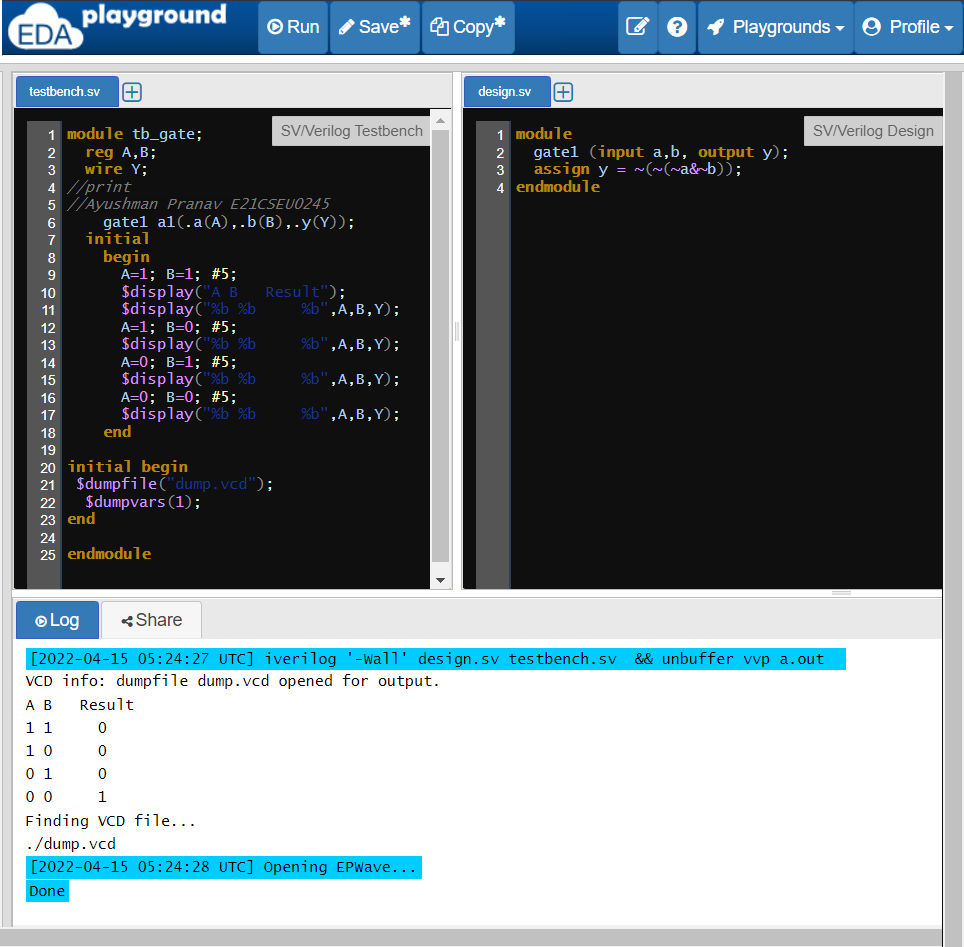 EDA playground
Run Save* Copy* Playgrounds Profile
testbench.sv
SV/Verilog Testbench
1 module tb_gate;
2 reg A,B;
3 wire Y;
4 //print
5 //Ayushman Pranav E21CSEU0245
6 gate1 a1(.a(A),.b(B),.y(Y));
7 initial
8 begin
9 A=1; B=1; #5;
10 $display("A B   Result");
11 $display("%b %b     %b",A,B,Y);
12 A=1; B=0; #5;
13 $display("%b %b     %b",A,B,Y);
14 A=0; B=1; #5;
15 $display("%b %b     %b",A,B,Y);
16 A=0; B=0; #5;
17 $display("%b %b     %b",A,B,Y);
18 end
19
20 initial begin
21 $dumpfile("dump.vcd");
22 $dumpvars(1);
23 end
24
25 endmodule
design.sv
SV/Verilog Design
1 module
2 gate1 (input a,b, output y);
3 assign y = ~(~(~a&~b));
4 endmodule
Log Share
[2022-04-15 05:24:27 UTC] iverilog '-Wall' design.sv testbench.sv  && unbuffer vvp a.out
VCD info: dumpfile dump.vcd opened for output.
A B   Result
1 1     0
1 0     0
0 1     0
0 0     1
Finding VCD file...
./dump.vcd
[2022-04-15 05:24:28 UTC] Opening EPWave...
Done